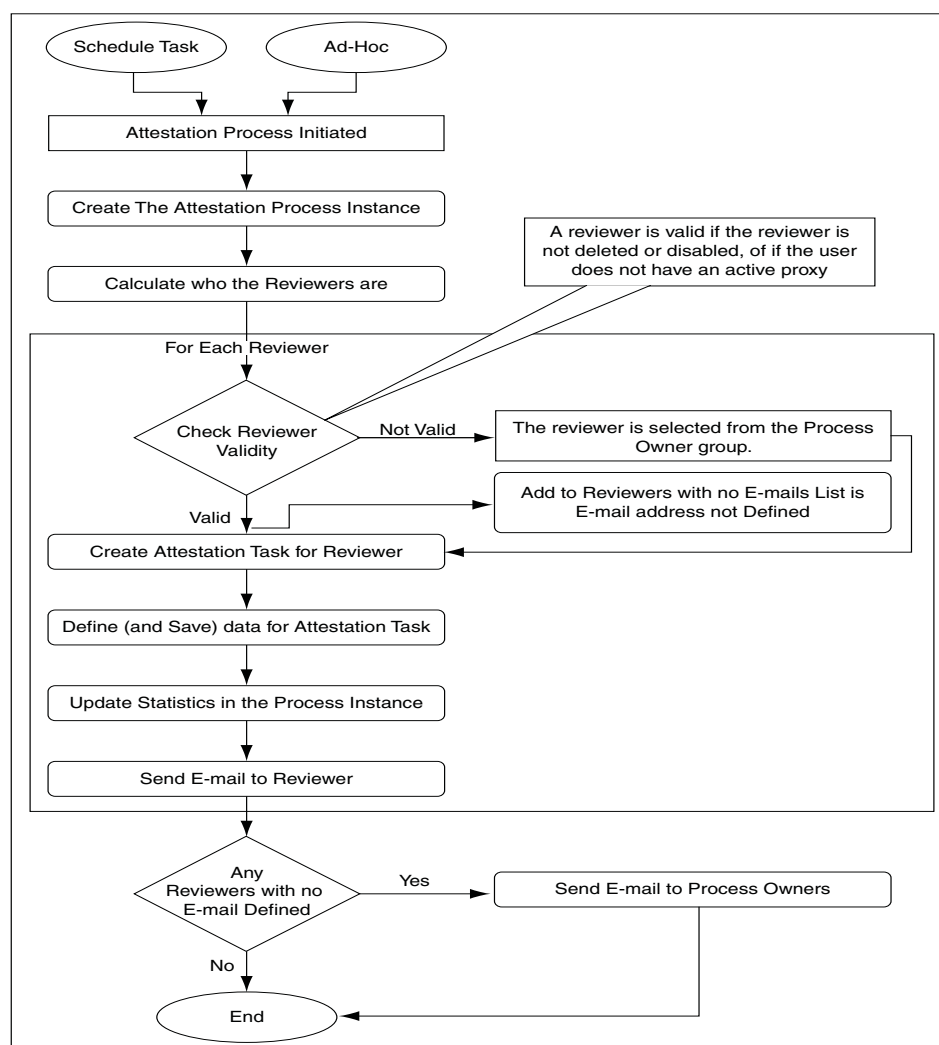 Schedule Task
Ad-Hoc
Attestation Process Initiated
Create The Attestation Process Instance
A reviewer is valid if the reviewer is
not deleted or disabled, of if the user
does not have an active proxy
Calculate who the Reviewers are
For Each Reviewer
Check Reviewer
Validity
Not Valid
The reviewer is selected from the Process
Owner group.
Valid
Add to Reviewers with no E-mails List is
E-mail address not Defined
Create Attestation Task for Reviewer
Define (and Save) data for Attestation Task
Update Statistics in the Process Instance
Send E-mail to Reviewer
Any
Reviewers with no
E-mail Defined
Yes
Send E-mail to Process Owners
No
End